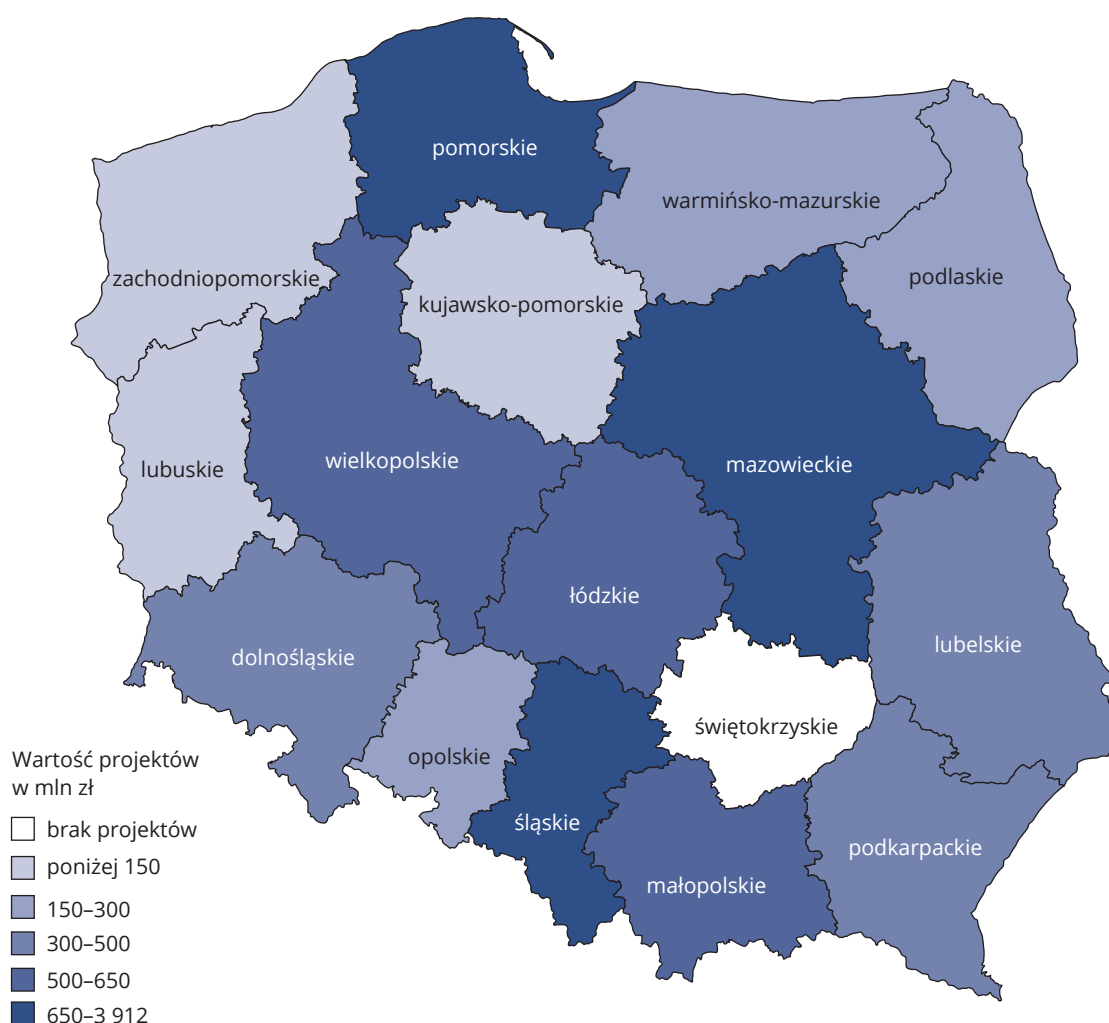 pomorskie
warmińsko-mazurskie
podlaskie
zachodniopomorskie
kujawsko-pomorskie
lubuskie
wielkopolskie
mazowieckie
łódzkie
lubelskie
dolnośląskie
świętokrzyskie
opolskie
śląskie
podkarpackie
małopolskie
Wartość projektów
w mln zł
brak projektów
poniżej 150
150–300
300–500
500–650
650–3 912